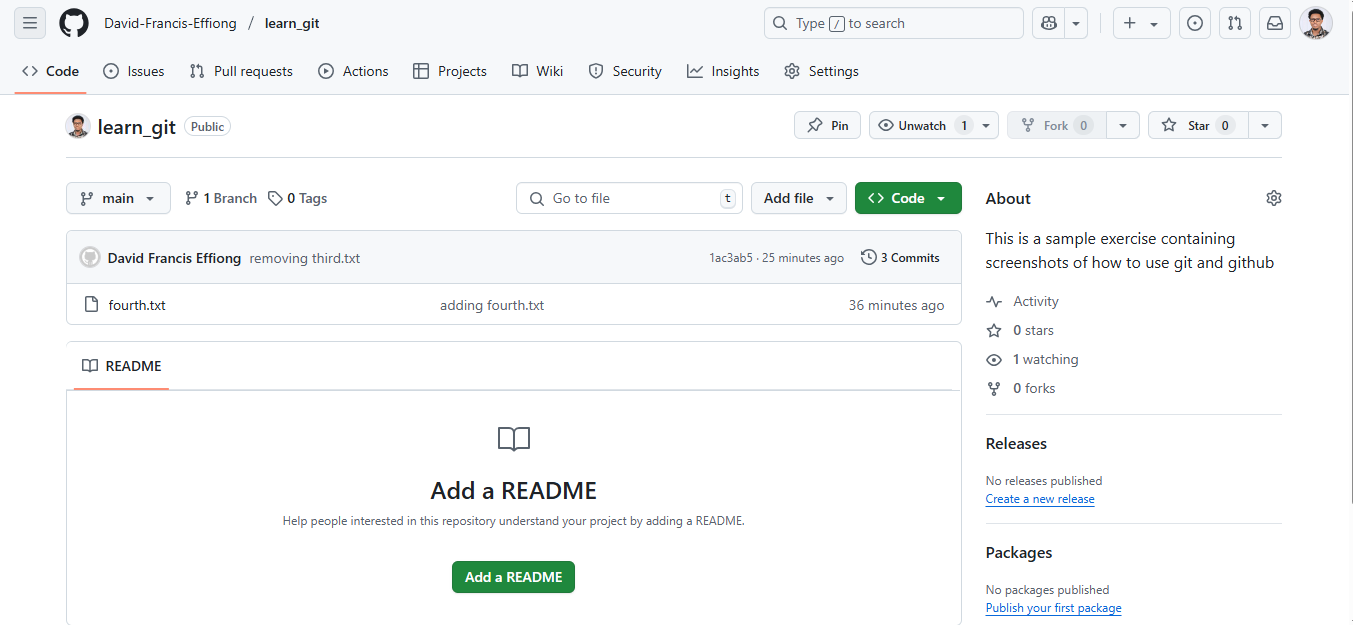 David-Francis-Effiong / learn_git
Type / to search
Code Issues Pull requests Actions Projects Wiki Security Insights Settings
learn_git Public
Pin Unwatch 1 Fork 0 Star 0
main 1 Branch 0 Tags
Go to file t Add file Code
David Francis Effiong removing third.txt 1ac3ab5 · 25 minutes ago 3 Commits
fourth.txt adding fourth.txt 36 minutes ago
README
Add a README
Help people interested in this repository understand your project by adding a README.
Add a README
About
This is a sample exercise containing
screenshots of how to use git and github
Activity
0 stars
1 watching
0 forks
Releases
No releases published
Create a new release
Packages
No packages published
Publish your first package